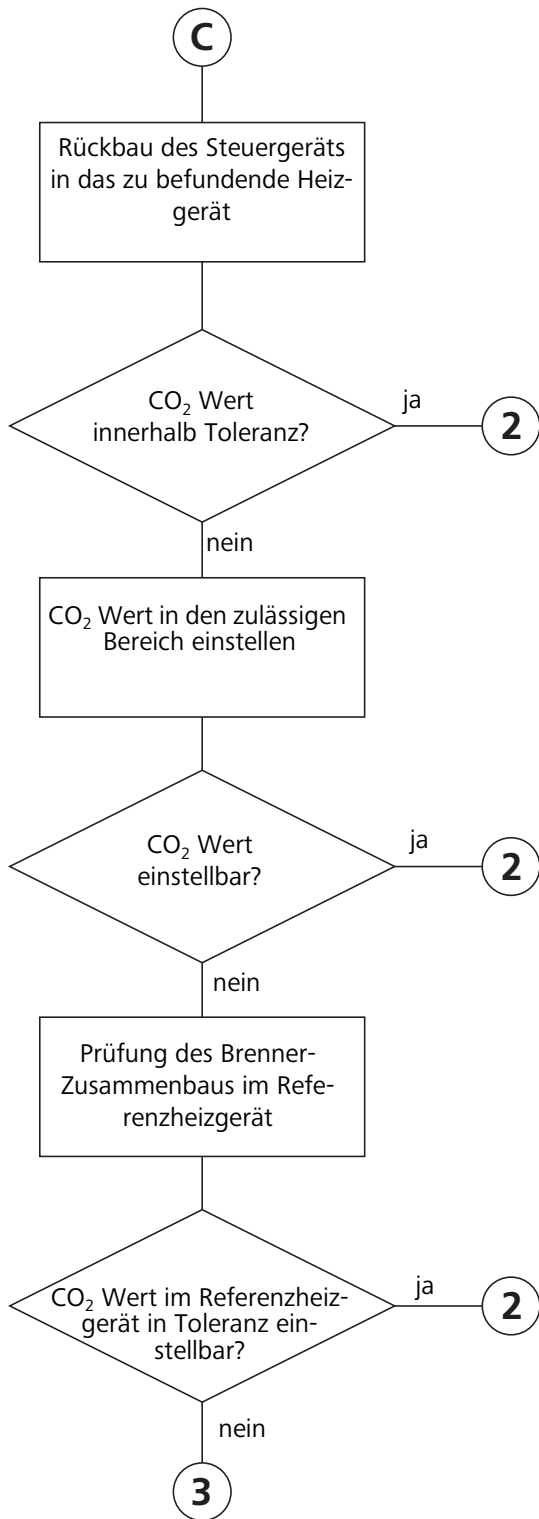 C
Rückbau des Steuergeräts
in das zu befundende Heiz-
gerät
CO₂ Wert
innerhalb Toleranz?
ja
2
nein
CO₂ Wert in den zulässigen
Bereich einstellen
CO₂ Wert
einstellbar?
ja
2
nein
Prüfung des Brenner-
Zusammenbaus im Refe-
renzheizgerät
CO₂ Wert im Referenzheiz-
gerät in Toleranz ein-
stellbar?
ja
2
nein
3